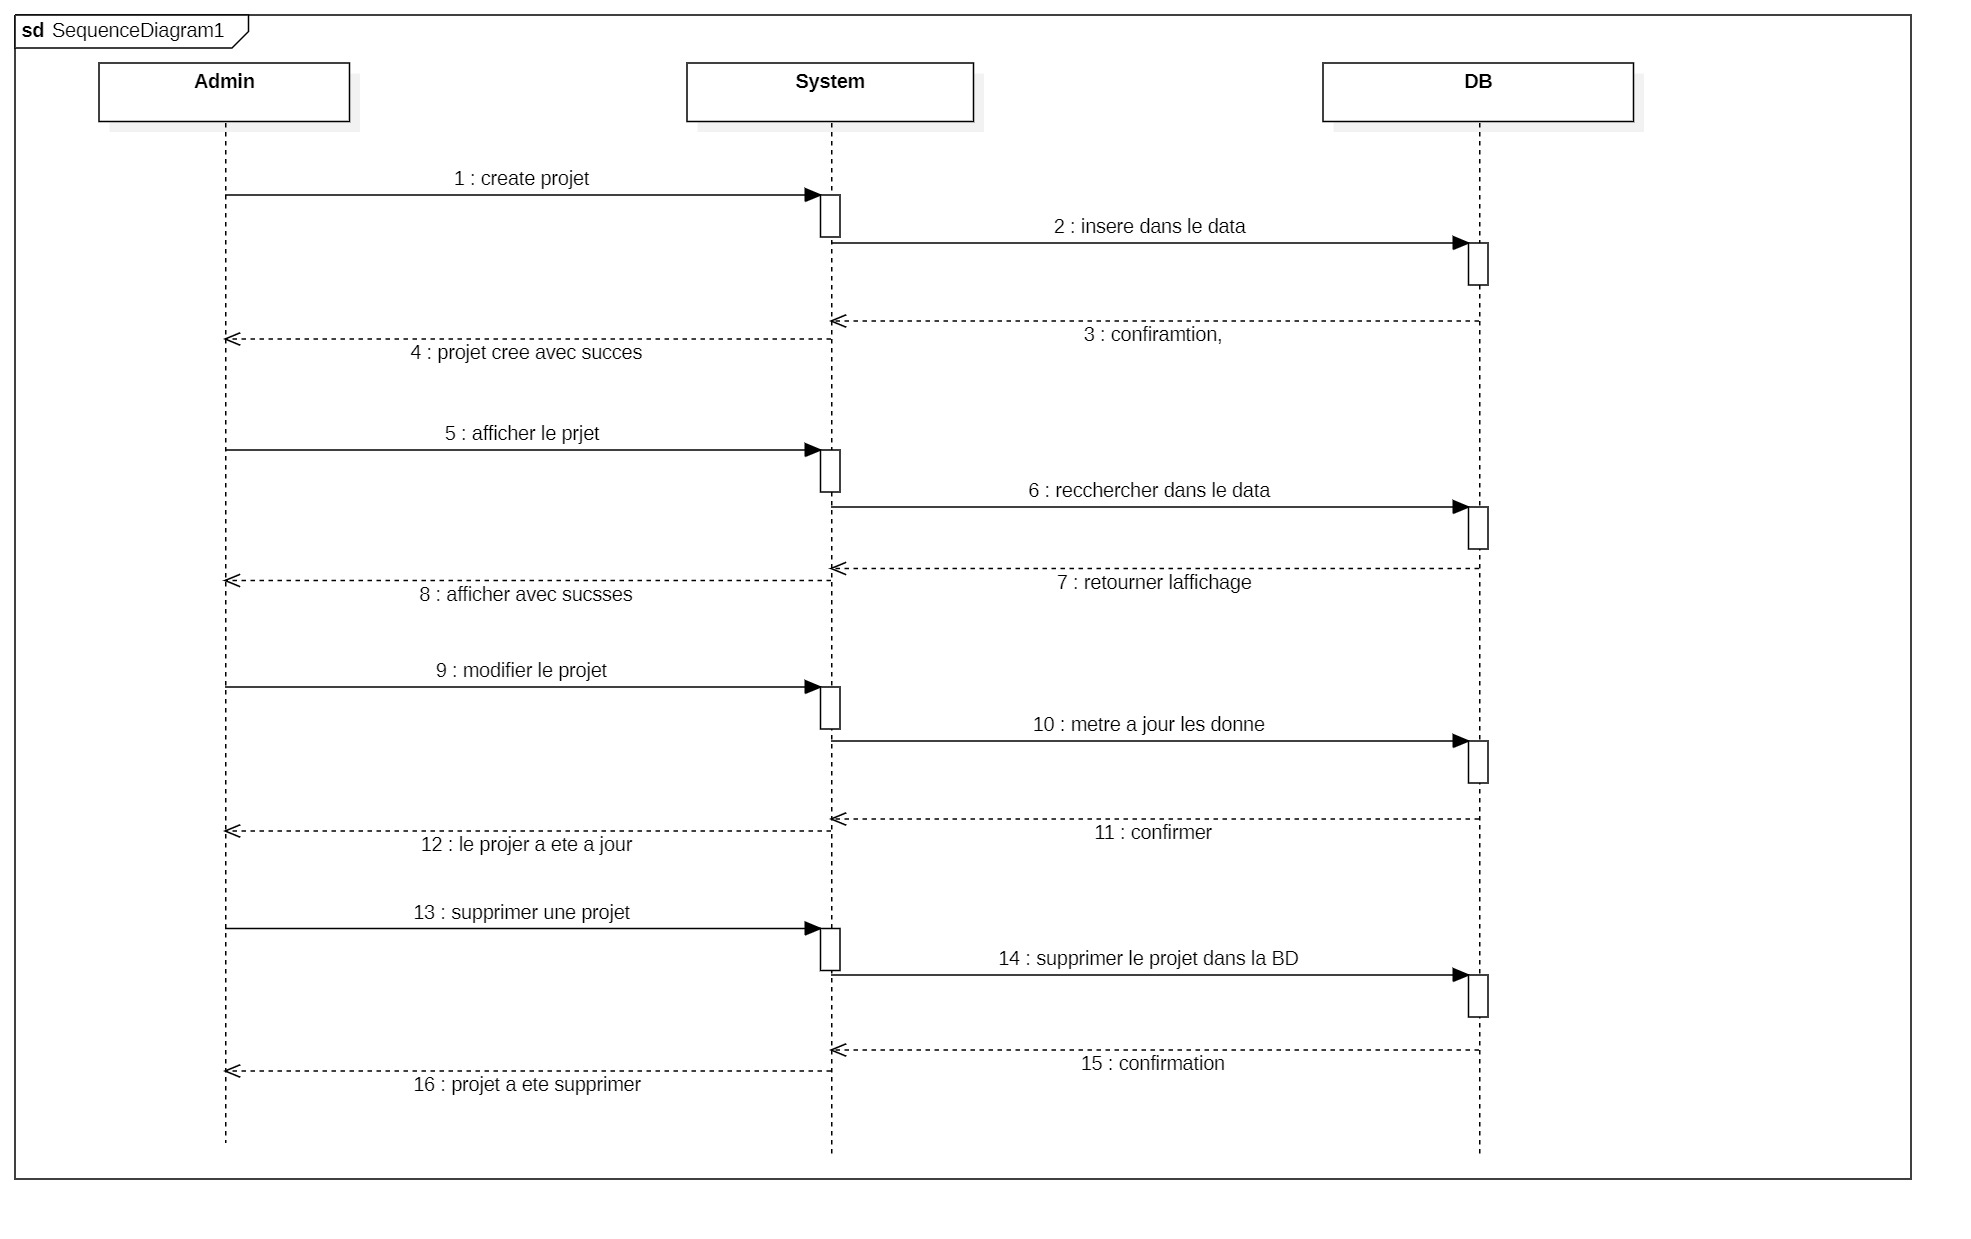 sd SequenceDiagram1
Admin
System
DB
1 : create projet
2 : insere dans le data
3 : confiramtion,
4 : projet cree avec succes
5 : afficher le prjet
6 : recchercher dans le data
7 : retourner laffichage
8 : afficher avec sucsses
9 : modifier le projet
10 : metre a jour les donne
11 : confirmer
12 : le projer a ete a jour
13 : supprimer une projet
14 : supprimer le projet dans la BD
15 : confirmation
16 : projet a ete supprimer